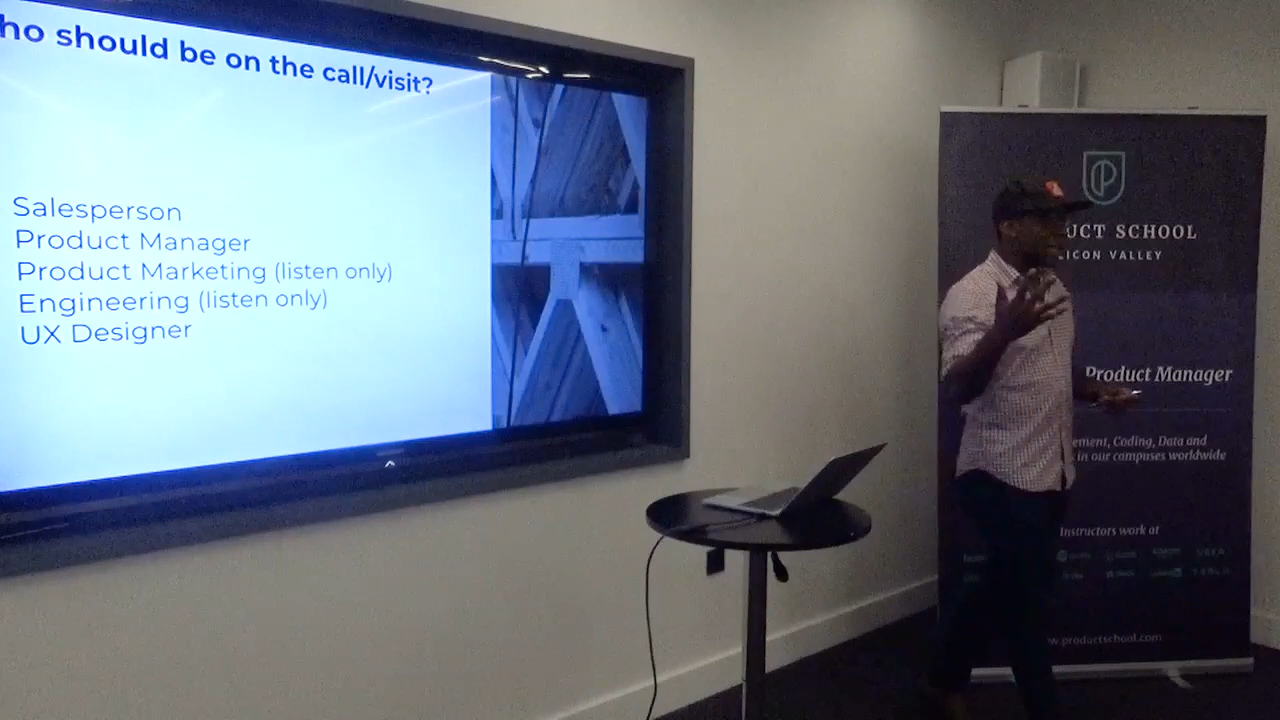 ho should be on the call/visit?
Salesperson
Product Manager
Product Marketing (listen only)
Engineering (listen only)
UX Designer
UCT SCHOOL
ICON VALLEY
Product Manager
ement, Coding, Data and
in our campuses worldwide
Instructors work at
w.productschool.com